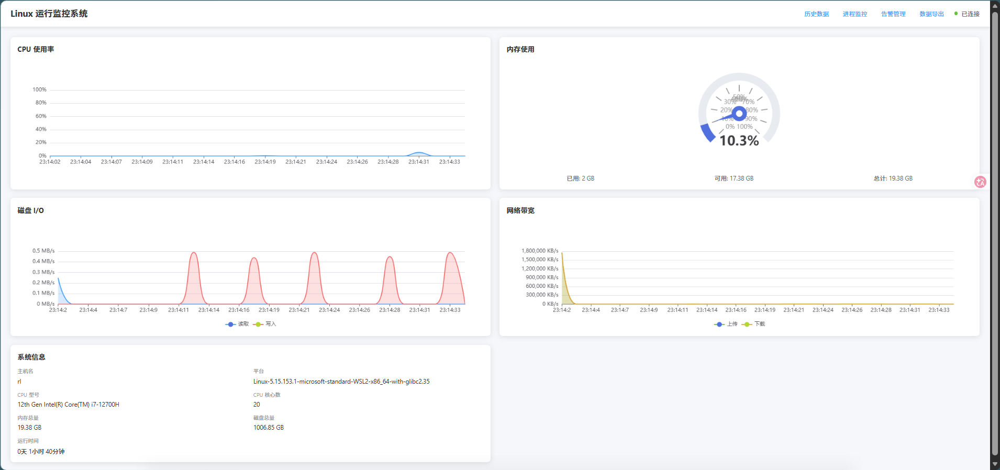 Linux 运行监控系统
历史数据 进程监控 告警管理 数据导出 已连接
CPU 使用率
100%
80%
60%
40%
20%
0%
23:14:02 23:14:04 23:14:07 23:14:09 23:14:11 23:14:14 23:14:16 23:14:19 23:14:21 23:14:24 23:14:26 23:14:28 23:14:31 23:14:33
内存使用
50%
30% 70%
20% 80%
10% 90%
0% 100%
10.3%
已用: 2 GB 可用: 17.38 GB 总计: 19.38 GB
磁盘 I/O
0.5 MB/s
0.4 MB/s
0.3 MB/s
0.2 MB/s
0.1 MB/s
0 MB/s
23:14:2 23:14:4 23:14:7 23:14:9 23:14:11 23:14:14 23:14:16 23:14:19 23:14:21 23:14:24 23:14:26 23:14:28 23:14:31 23:14:33
读取 写入
网络带宽
1,800,000 KB/s
1,500,000 KB/s
1,200,000 KB/s
900,000 KB/s
600,000 KB/s
300,000 KB/s
0 KB/s
23:14:2 23:14:4 23:14:7 23:14:9 23:14:11 23:14:14 23:14:16 23:14:19 23:14:21 23:14:24 23:14:26 23:14:28 23:14:31 23:14:33
上传 下载
系统信息
主机名
rl
平台
Linux-5.15.153.1-microsoft-standard-WSL2-x86_64-with-glibc2.35
CPU 型号
12th Gen Intel(R) Core(TM) i7-12700H
CPU 核心数
20
内存总量
19.38 GB
磁盘总量
1006.85 GB
运行时间
0天 1小时 40分钟